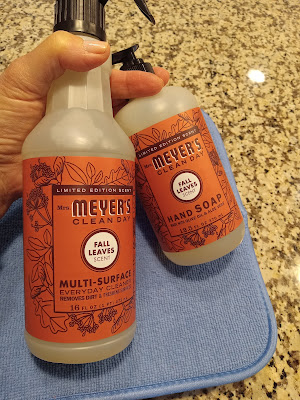 LIMITED EDITION SCENT
Mrs. MEYER'S
CLEAN DAY
FALL
LEAVES
SCENT
MULTI-SURFACE
EVERYDAY CLEANER
REMOVES DIRT &
16 FL OZ
LIMITED EDITION SCENT
Mrs. MEYER'S
CLEAN DAY
FALL
LEAVES
SCENT
HAND SOAP